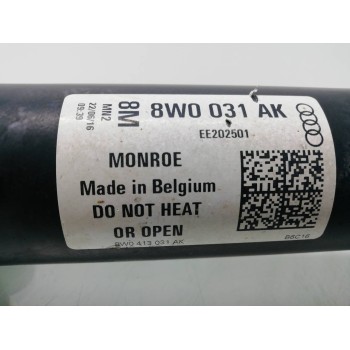 MN2
22/06/16
09:39
8M
8W0 031 AK
EE202501
MONROE
Made in Belgium
DO NOT HEAT
OR OPEN
8W0 413 031 AK